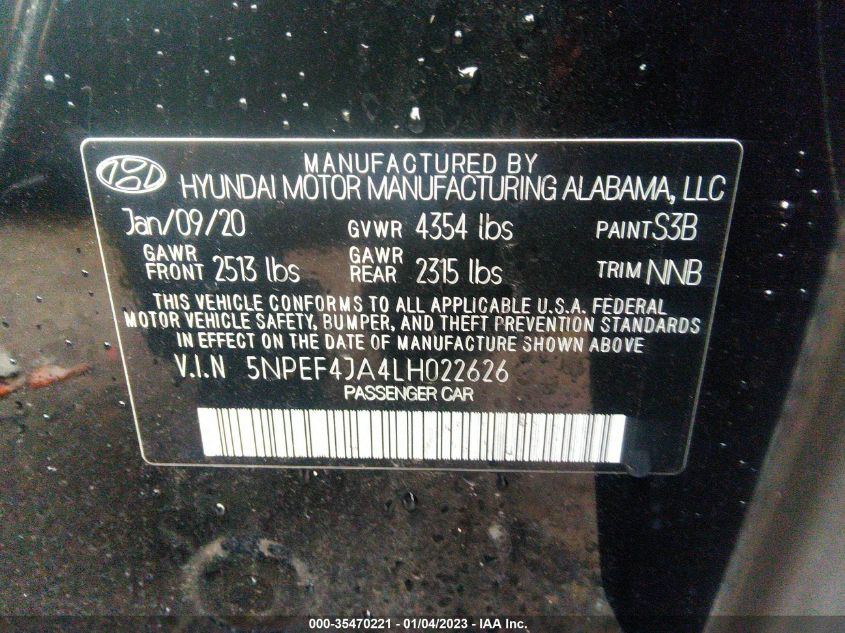 MANUFACTURED BY
HYUNDAI MOTOR MANUFACTURING ALABAMA, LLC
Jan/09/20 GVWR 4354 lbs PAINT S3B
GAWR FRONT 2513 lbs GAWR REAR 2315 lbs TRIM NNB
THIS VEHICLE CONFORMS TO ALL APPLICABLE U.S.A. FEDERAL
MOTOR VEHICLE SAFETY, BUMPER, AND THEFT PREVENTION STANDARDS
IN EFFECT ON THE DATE OF MANUFACTURE SHOWN ABOVE.
V.I.N 5NPEF4JA4LH022626
PASSENGER CAR
000-35470221 - 01/04/2023 - IAA Inc.